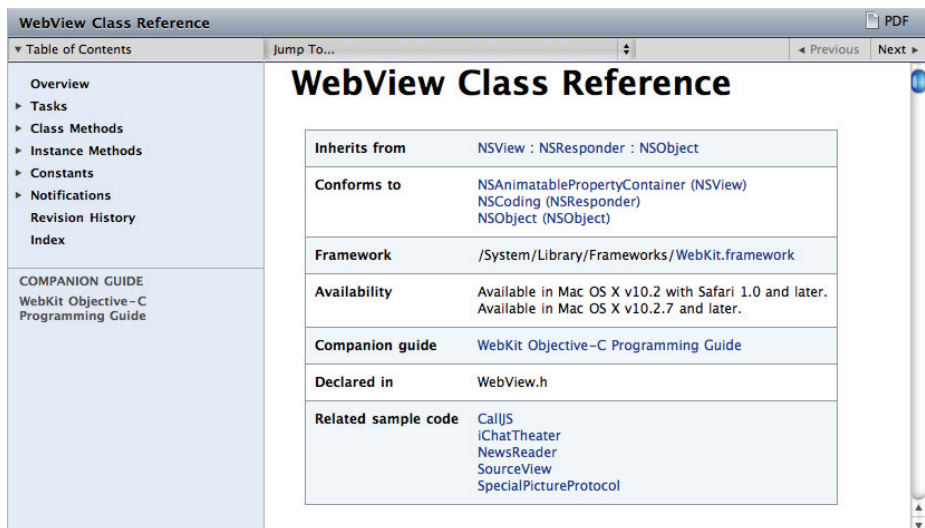 WebView Class Reference
PDF
Table of Contents
Jump To...
Previous
Next
Overview
Tasks
Class Methods
Instance Methods
Constants
Notifications
Revision History
Index
COMPANION GUIDE
WebKit Objective-C
Programming Guide
WebView Class Reference
Inherits from NSView : NSResponder : NSObject
Conforms to NSAnimatablePropertyContainer (NSView)
NSCoding (NSResponder)
NSObject (NSObject)
Framework /System/Library/Frameworks/WebKit.framework
Availability Available in Mac OS X v10.2 with Safari 1.0 and later.
Available in Mac OS X v10.2.7 and later.
Companion guide WebKit Objective-C Programming Guide
Declared in WebView.h
Related sample code CallJS
iChatTheater
NewsReader
SourceView
SpecialPictureProtocol